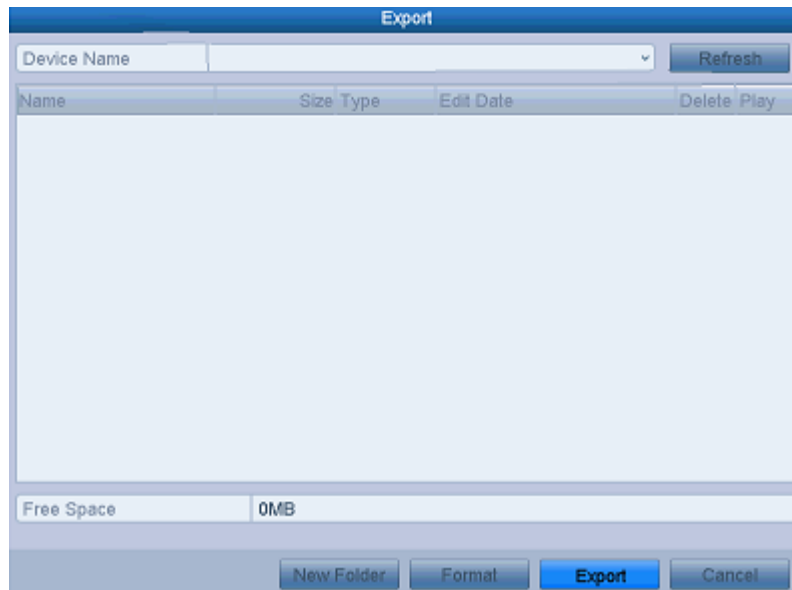 Export
Device Name Refresh
Name Size Type Edit Date Delete Play
Free Space 0MB
New Folder Format Export Cancel